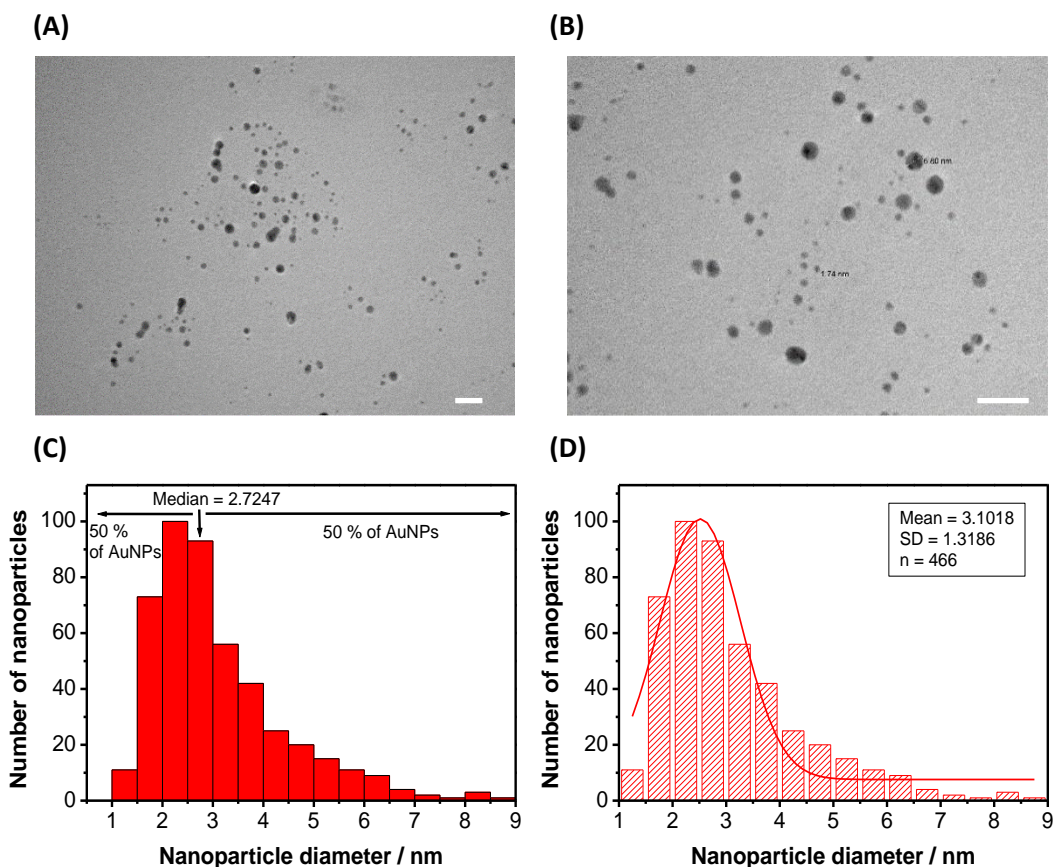 (A)
(B)
6.60 nm
1.74 nm
(C)
(D)
Median = 2.7247
50 %
of AuNPs
50 % of AuNPs
100
80
60
40
20
0
Number of nanoparticles
1 2 3 4 5 6 7 8 9
Nanoparticle diameter / nm
Mean = 3.1018
SD = 1.3186
n = 466
100
80
60
40
20
0
Number of nanoparticles
1 2 3 4 5 6 7 8 9
Nanoparticle diameter / nm